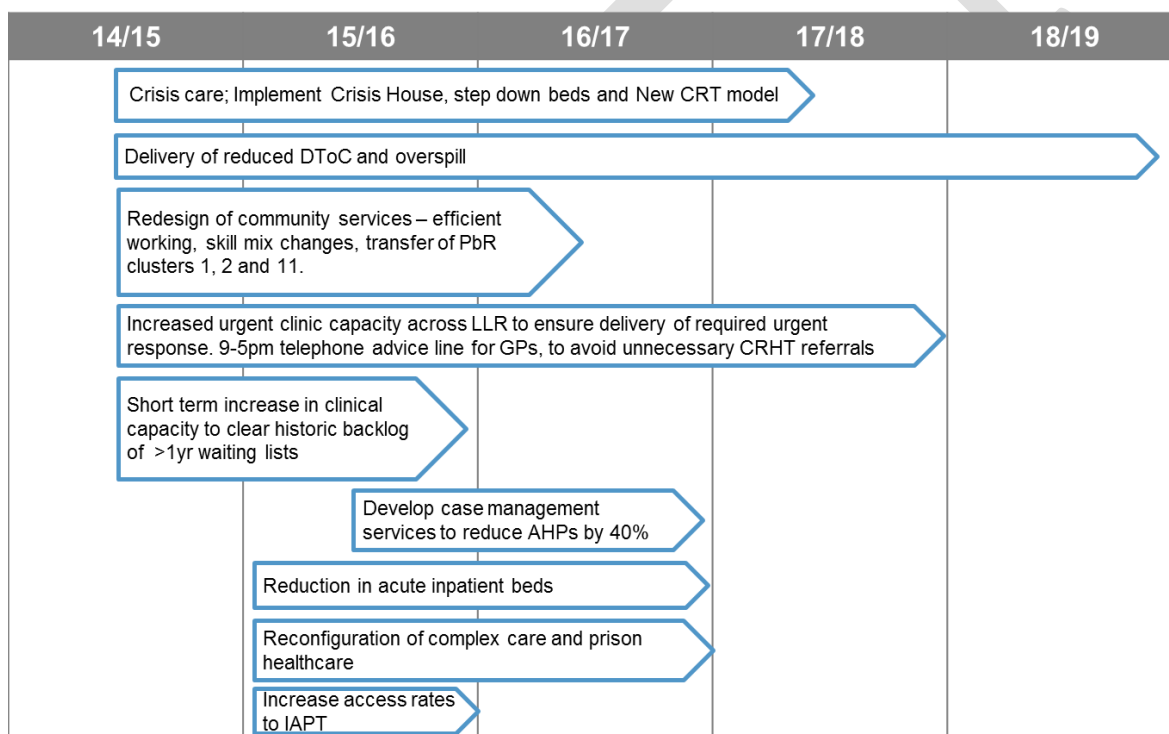 14/15 15/16 16/17 17/18 18/19
Crisis care; Implement Crisis House, step down beds and New CRT model
Delivery of reduced DToC and overspill
Redesign of community services – efficient
working, skill mix changes, transfer of PbR
clusters 1, 2 and 11.
Increased urgent clinic capacity across LLR to ensure delivery of required urgent
response. 9-5pm telephone advice line for GPs, to avoid unnecessary CRHT referrals
Short term increase in clinical
capacity to clear historic backlog
of >1yr waiting lists
Develop case management
services to reduce AHPs by 40%
Reduction in acute inpatient beds
Reconfiguration of complex care and prison
healthcare
Increase access rates
to IAPT